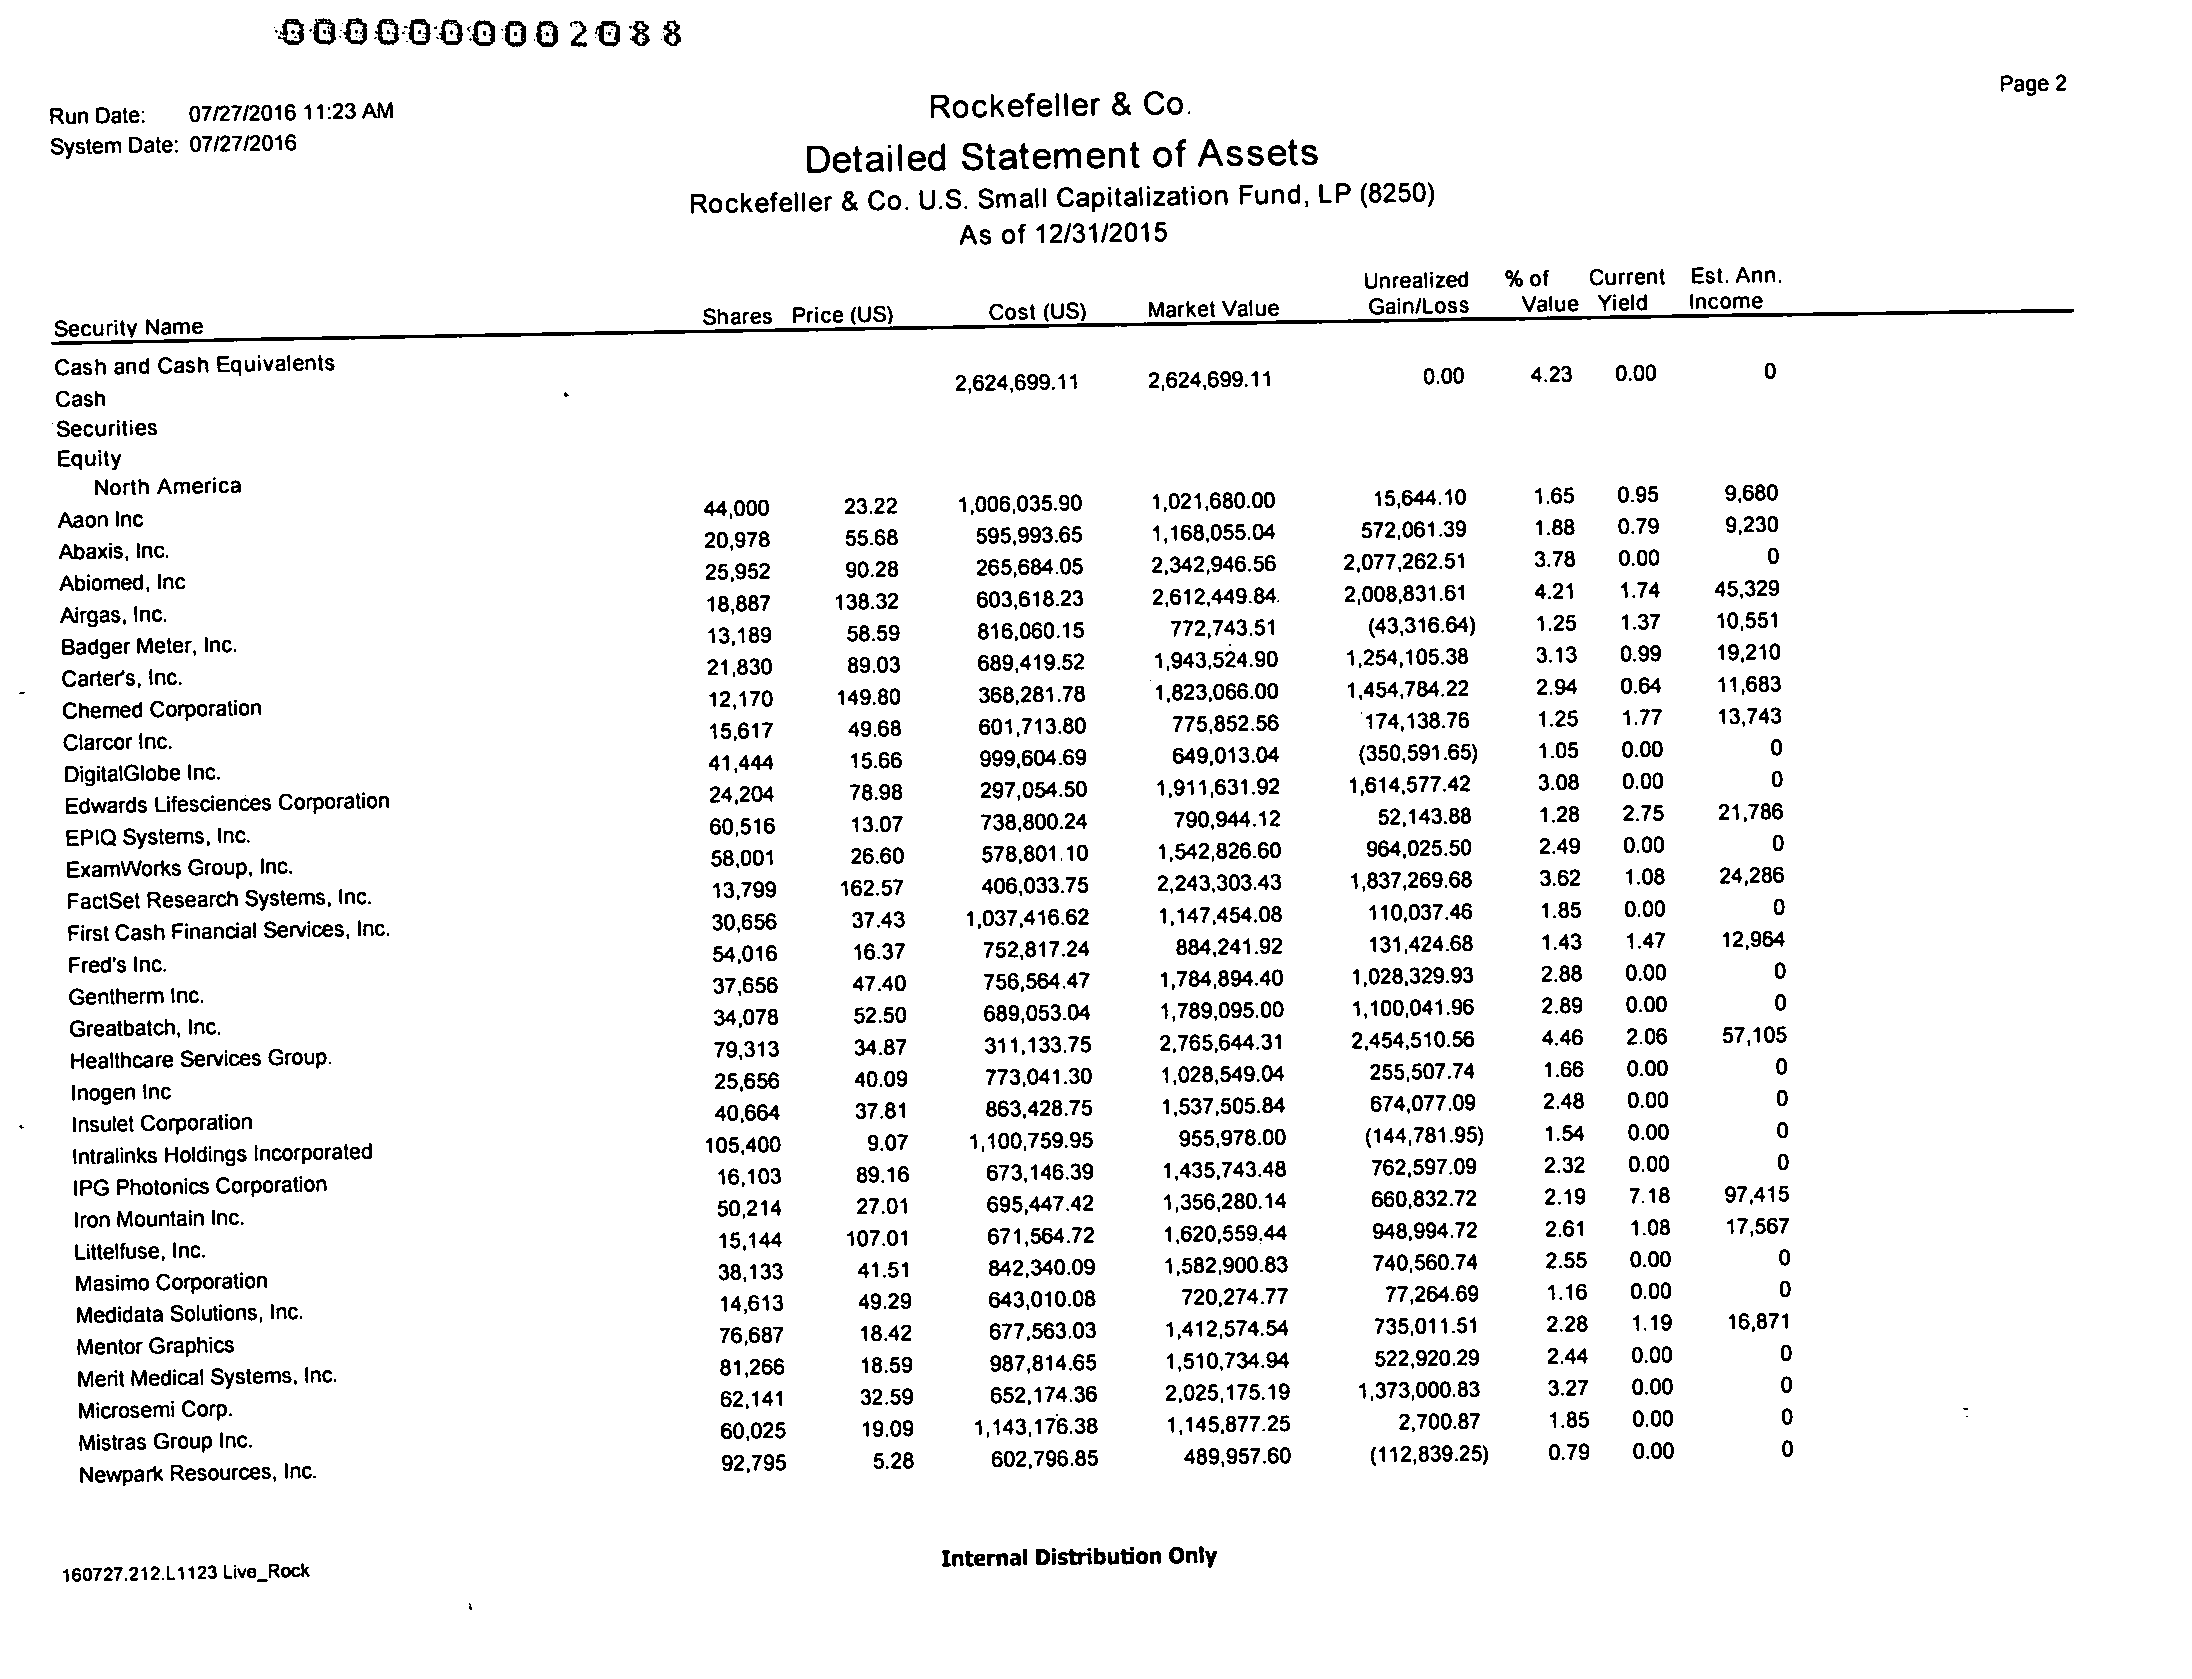 000000002088
Page 2
Run Date: 07/27/2016 11:23 AM
System Date: 07/27/2016
Rockefeller & Co.
Detailed Statement of Assets
Rockefeller & Co. U.S. Small Capitalization Fund, LP (8250)
As of 12/31/2015
Security Name Shares Price (US) Cost (US) Market Value Unrealized Gain/Loss % of Value Current Yield Est. Ann. Income
Cash and Cash Equivalents
Cash 2,624,699.11 2,624,699.11 0.00 4.23 0.00 0
Securities
Equity
North America
Aaon Inc 44,000 23.22 1,006,035.90 1,021,680.00 15,644.10 1.65 0.95 9,680
Abaxis, Inc. 20,978 55.68 595,993.65 1,168,055.04 572,061.39 1.88 0.79 9,230
Abiomed, Inc 25,952 90.28 265,684.05 2,342,946.56 2,077,262.51 3.78 0.00 0
Airgas, Inc. 18,887 138.32 603,618.23 2,612,449.84 2,008,831.61 4.21 1.74 45,329
Badger Meter, Inc. 13,189 58.59 816,060.15 772,743.51 (43,316.64) 1.25 1.37 10,551
Carter's, Inc. 21,830 89.03 689,419.52 1,943,524.90 1,254,105.38 3.13 0.99 19,210
Chemed Corporation 12,170 149.80 368,281.78 1,823,066.00 1,454,784.22 2.94 0.64 11,683
Clarcor Inc. 15,617 49.68 601,713.80 775,852.56 174,138.76 1.25 1.77 13,743
DigitalGlobe Inc. 41,444 15.66 999,604.69 649,013.04 (350,591.65) 1.05 0.00 0
Edwards Lifesciences Corporation 24,204 78.98 297,054.50 1,911,631.92 1,614,577.42 3.08 0.00 0
EPIQ Systems, Inc. 60,516 13.07 738,800.24 790,944.12 52,143.88 1.28 2.75 21,786
ExamWorks Group, Inc. 58,001 26.60 578,801.10 1,542,826.60 964,025.50 2.49 0.00 0
FactSet Research Systems, Inc. 13,799 162.57 406,033.75 2,243,303.43 1,837,269.68 3.62 1.08 24,286
First Cash Financial Services, Inc. 30,656 37.43 1,037,416.62 1,147,454.08 110,037.46 1.85 0.00 0
Fred's Inc. 54,016 16.37 752,817.24 884,241.92 131,424.68 1.43 1.47 12,964
Gentherm Inc. 37,656 47.40 756,564.47 1,784,894.40 1,028,329.93 2.88 0.00 0
Greatbatch, Inc. 34,078 52.50 689,053.04 1,789,095.00 1,100,041.96 2.89 0.00 0
Healthcare Services Group. 79,313 34.87 311,133.75 2,765,644.31 2,454,510.56 4.46 2.06 57,105
Inogen Inc 25,656 40.09 773,041.30 1,028,549.04 255,507.74 1.66 0.00 0
Insulet Corporation 40,664 37.81 863,428.75 1,537,505.84 674,077.09 2.48 0.00 0
Intralinks Holdings Incorporated 105,400 9.07 1,100,759.95 955,978.00 (144,781.95) 1.54 0.00 0
IPG Photonics Corporation 16,103 89.16 673,146.39 1,435,743.48 762,597.09 2.32 0.00 0
Iron Mountain Inc. 50,214 27.01 695,447.42 1,356,280.14 660,832.72 2.19 7.18 97,415
Littelfuse, Inc. 15,144 107.01 671,564.72 1,620,559.44 948,994.72 2.61 1.08 17,567
Masimo Corporation 38,133 41.51 842,340.09 1,582,900.83 740,560.74 2.55 0.00 0
Medidata Solutions, Inc. 14,613 49.29 643,010.08 720,274.77 77,264.69 1.16 0.00 0
Mentor Graphics 76,687 18.42 677,563.03 1,412,574.54 735,011.51 2.28 1.19 16,871
Merit Medical Systems, Inc. 81,266 18.59 987,814.65 1,510,734.94 522,920.29 2.44 0.00 0
Microsemi Corp. 62,141 32.59 652,174.36 2,025,175.19 1,373,000.83 3.27 0.00 0
Mistras Group Inc. 60,025 19.09 1,143,176.38 1,145,877.25 2,700.87 1.85 0.00 0
Newpark Resources, Inc. 92,795 5.28 602,796.85 489,957.60 (112,839.25) 0.79 0.00 0
Internal Distribution Only
160727.212.L1123 Live_Rock